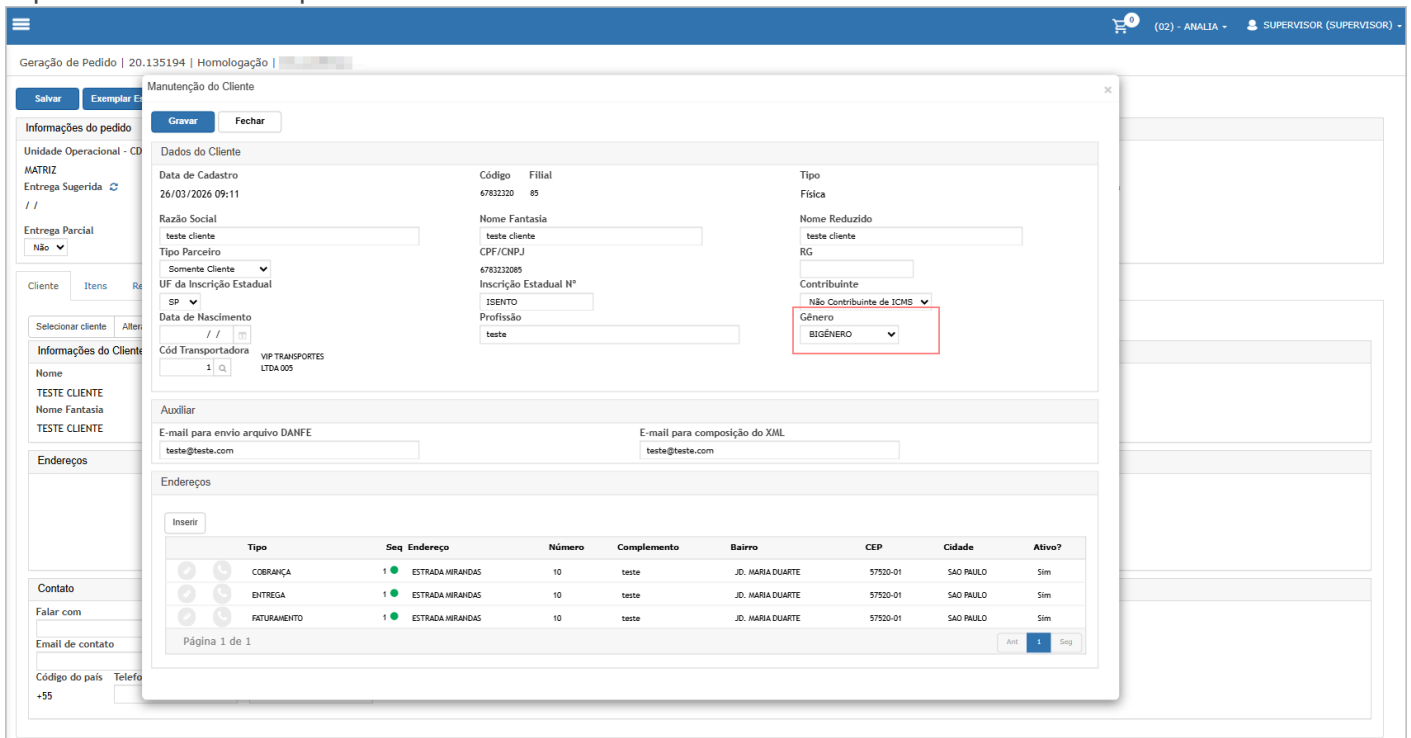 0 (02) - ANALIA SUPERVISOR (SUPERVISOR)
Geração de Pedido | 20.135194 | Homologação |
Salvar Exemplar Es
Informações do pedido
Unidade Operacional - CD
MATRIZ
Entrega Sugerida
/ /
Entrega Parcial
Não
Cliente Itens Re
Selecionar cliente Altera
Informações do Cliente
Nome
TESTE CLIENTE
Nome Fantasia
TESTE CLIENTE
Endereços
Contato
Falar com
Email de contato
Código do país Telefo
+55
Manutenção do Cliente ×
Gravar Fechar
Dados do Cliente
Data de Cadastro Código Filial Tipo
26/03/2026 09:11 67832320 85 Física
Razão Social Nome Fantasia Nome Reduzido
teste cliente teste cliente teste cliente
Tipo Parceiro CPF/CNPJ RG
Somente Cliente 6783232085
UF da Inscrição Estadual Inscrição Estadual Nº Contribuinte
SP ISENTO Não Contribuinte de ICMS
Data de Nascimento Profissão Gênero
/ / teste BIGÊNERO
Cód Transportadora VIP TRANSPORTES
1 LTDA 005
Auxiliar
E-mail para envio arquivo DANFE E-mail para composição do XML
teste@teste.com teste@teste.com
Endereços
Inserir
Tipo Seq Endereço Número Complemento Bairro CEP Cidade Ativo?
COBRANÇA 1 ESTRADA MIRANDAS 10 teste JD. MARIA DUARTE 57520-01 SAO PAULO Sim
ENTREGA 1 ESTRADA MIRANDAS 10 teste JD. MARIA DUARTE 57520-01 SAO PAULO Sim
FATURAMENTO 1 ESTRADA MIRANDAS 10 teste JD. MARIA DUARTE 57520-01 SAO PAULO Sim
Página 1 de 1 Ant 1 Seg